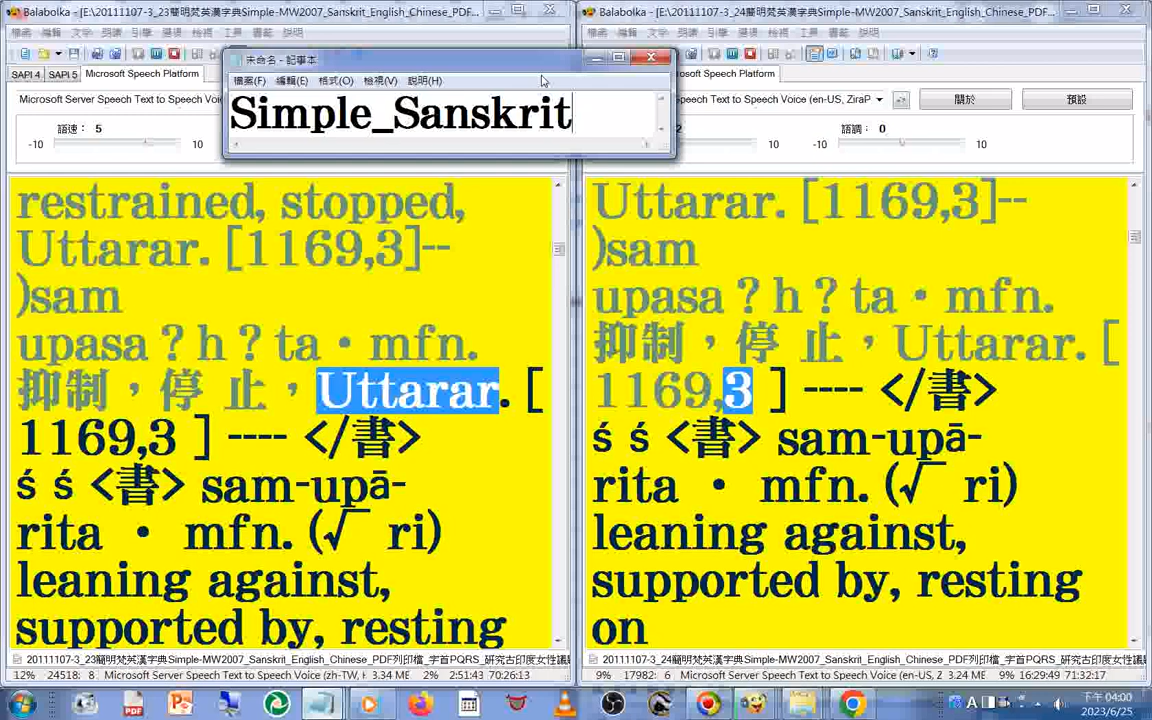 Balabolka - [E:\20111107-3_23簡明梵英漢字典Simple-MW2007_Sanskrit_English_Chinese_PDF...
Balabolka - [E:\20111107-3_24簡明梵英漢字典Simple-MW2007_Sanskrit_English_Chinese_PDF...
未命名 - 記事本
檔案(F) 編輯(E) 格式(O) 檢視(V) 說明(H)
Simple_Sanskrit
SAPI 4 SAPI 5 Microsoft Speech Platform
Microsoft Server Speech Text to Speech Voi
語速： 5
-10 10
Speech Platform
Speech Text to Speech Voice (en-US, ZiraP
關於 預設
2 語調： 0
10 -10 10
restrained, stopped,
Uttarar. [1169,3]--
)sam
upasa？h？ta・mfn.
抑制，停 止，Uttarar. [
1169,3 ] ---- </書>
ś ś <書> sam-upā-
rita ・ mfn. (√ ri)
leaning against,
supported by, resting
Uttarar. [1169,3]--
)sam
upasa？h？ta・mfn.
抑制，停 止，Uttarar. [
1169,3 ] ---- </書>
ś ś <書> sam-upā-
rita ・ mfn. (√ ri)
leaning against,
supported by, resting
on
20111107-3_23簡明梵英漢字典Simple-MW2007_Sanskrit_English_Chinese_PDF列印檔_字首PQRS_研究古印度女性議
20111107-3_24簡明梵英漢字典Simple-MW2007_Sanskrit_English_Chinese_PDF列印檔_字首PQRS_研究古印度女性議
12% 24518: 8 Microsoft Server Speech Text to Speech Voice (zh-TW, H 3.34 ME 2% 2:51:43 70:26:13
9% 17982: 6 Microsoft Server Speech Text to Speech Voice (en-US, Z 3.24 ME 9% 16:29:49 71:32:17
下午 04:00
2023/6/25